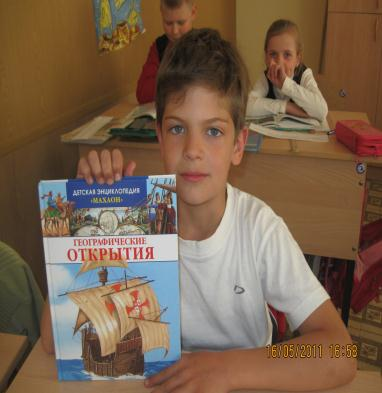 ДЕТСКАЯ ЭНЦИКЛОПЕДИЯ
«МАХАОН»
ГЕОГРАФИЧЕСКИЕ
ОТКРЫТИЯ
16/05/2011 16:58